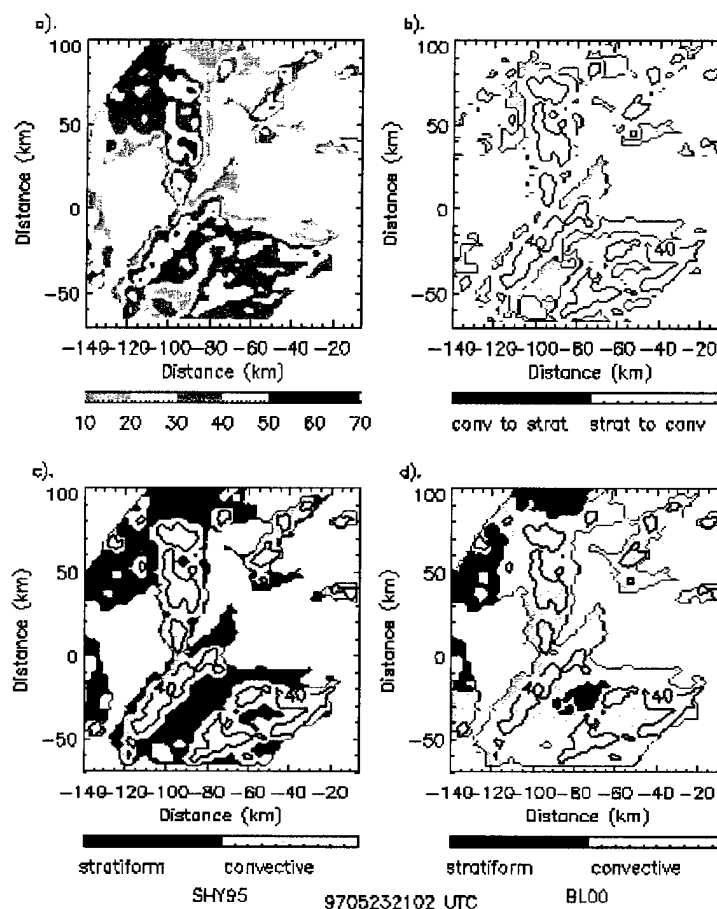 a). b).
100 100
50 50
0 0
-50 -50
Distance (km) Distance (km)
40 40
-140 -120 -100 -80 -60 -40 -20 -140 -120 -100 -80 -60 -40 -20
Distance (km) Distance (km)
10 20 30 40 50 60 70 conv to strat strat to conv
c). d).
100 100
50 50
0 0
-50 -50
Distance (km) Distance (km)
40 40 40 40
-140 -120 -100 -80 -60 -40 -20 -140 -120 -100 -80 -60 -40 -20
Distance (km) Distance (km)
stratiform convective stratiform convective
SHY95 9705232102 UTC BL00